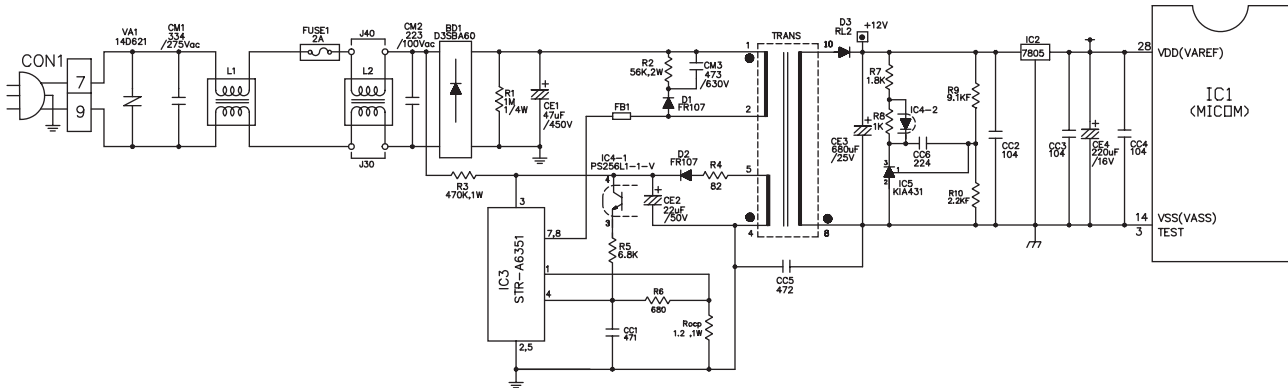 CON1
7
9
VA1
14D621
CM1
334
/275Vac
L1
FUSE1
2A
J40
L2
J30
CM2
223
/100Vac
BD1
D3SBA60
R1
1M
1/4W
CE1
47uF
/450V
R2
56K,2W
CM3
473
/630V
D1
FR107
FB1
TRANS
1
2
5
4
10
6
D3
RL2
+12V
R3
470K,1W
IC4-1
PS256L1-1-V
4
3
D2
FR107
R4
82
CE2
22uF
/50V
IC3
STR-A6351
3
7,8
1
4
2,5
R5
6.8K
R6
680
CC1
471
Rocp
1.2 ,1W
CC5
472
CE3
680uF
/25V
R7
1.8K
R8
1K
IC4-2
CC6
224
3
1
2
IC5
KIA431
R9
9.1KF
R10
2.2KF
CC2
104
IC2
7805
CC3
104
CE4
220uF
/16V
CC4
104
28
VDD(VAREF)
IC1
(MICOM)
14
VSS(VASS)
3
TEST